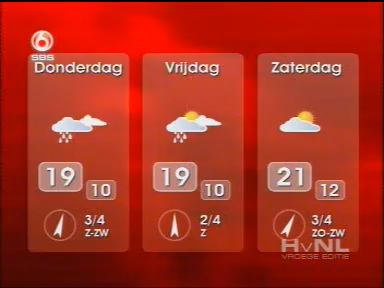 6
SBS
Donderdag Vrijdag Zaterdag
19 10 19 10 21 12
3/4 2/4 3/4
Z-ZW Z ZO-ZW
HvNL
VROEGE EDITIE